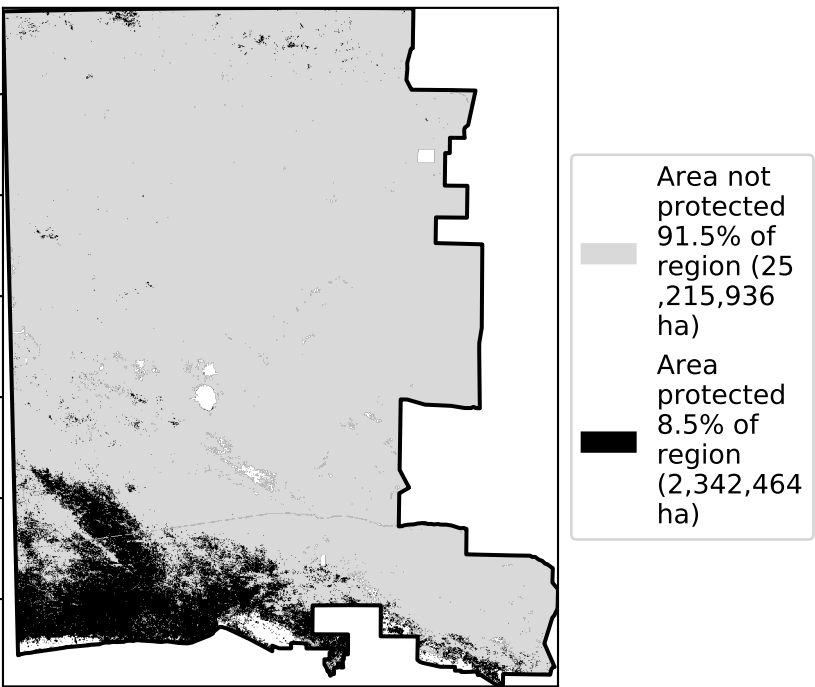 Area not
protected
91.5% of
region (25
,215,936
ha)
Area
protected
8.5% of
region
(2,342,464
ha)